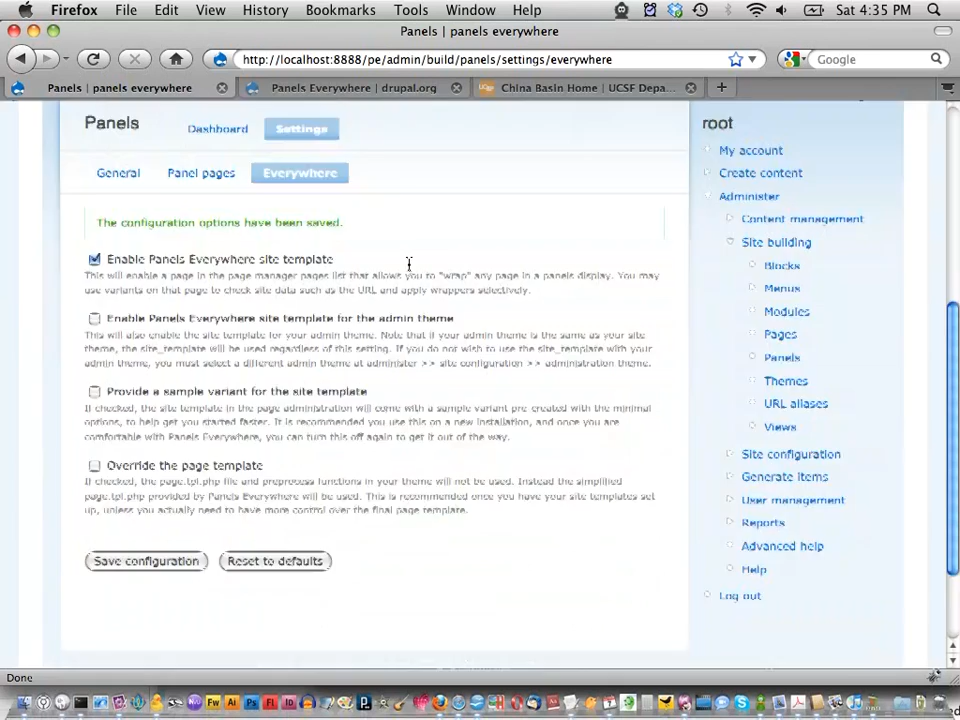 Firefox File Edit View History Bookmarks Tools Window Help Sat 4:35 PM
Panels | panels everywhere
http://localhost:8888/pe/admin/build/panels/settings/everywhere
Google
Panels | panels everywhere
Panels Everywhere | drupal.org
China Basin Home | UCSF Depa...
Panels
Dashboard
Settings
General
Panel pages
Everywhere
The configuration options have been saved.
Enable Panels Everywhere site template
This will enable a page in the page manager pages list that allows you to "wrap" any page in a panels display. You may
use variants on that page to check site data such as the URL and apply wrappers selectively.
Enable Panels Everywhere site template for the admin theme
This will also enable the site template for your admin theme. Note that if your admin theme is the same as your site
theme, the site_template will be used regardless of this setting. If you do not wish to use the site_template with your
admin theme, you must select a different admin theme at administer >> site configuration >> administration theme.
Provide a sample variant for the site template
If checked, the site template in the page administration will come with a sample variant pre created with the minimal
options, to help get you started faster. It is recommended you use this on a new installation, and once you are
comfortable with Panels Everywhere, you can turn this off again to get it out of the way.
Override the page template
If checked, the page.tpl.php file and preprocess functions in your theme will not be used. Instead the simplified
page.tpl.php provided by Panels Everywhere will be used. This is recommended once you have your site templates set
up, unless you actually need to have more control over the final page template.
Save configuration
Reset to defaults
root
My account
Create content
Administer
Content management
Site building
Blocks
Menus
Modules
Pages
Panels
Themes
URL aliases
Views
Site configuration
Generate items
User management
Reports
Advanced help
Help
Log out
Done